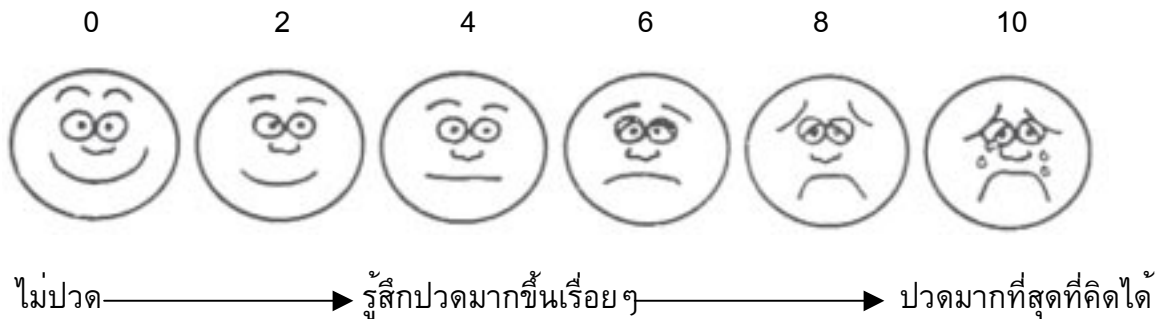 0 2 4 6 8 10
ไม่ปวด รู้สึกปวดมากขึ้นเรื่อยๆ ปวดมากที่สุดที่คิดได้